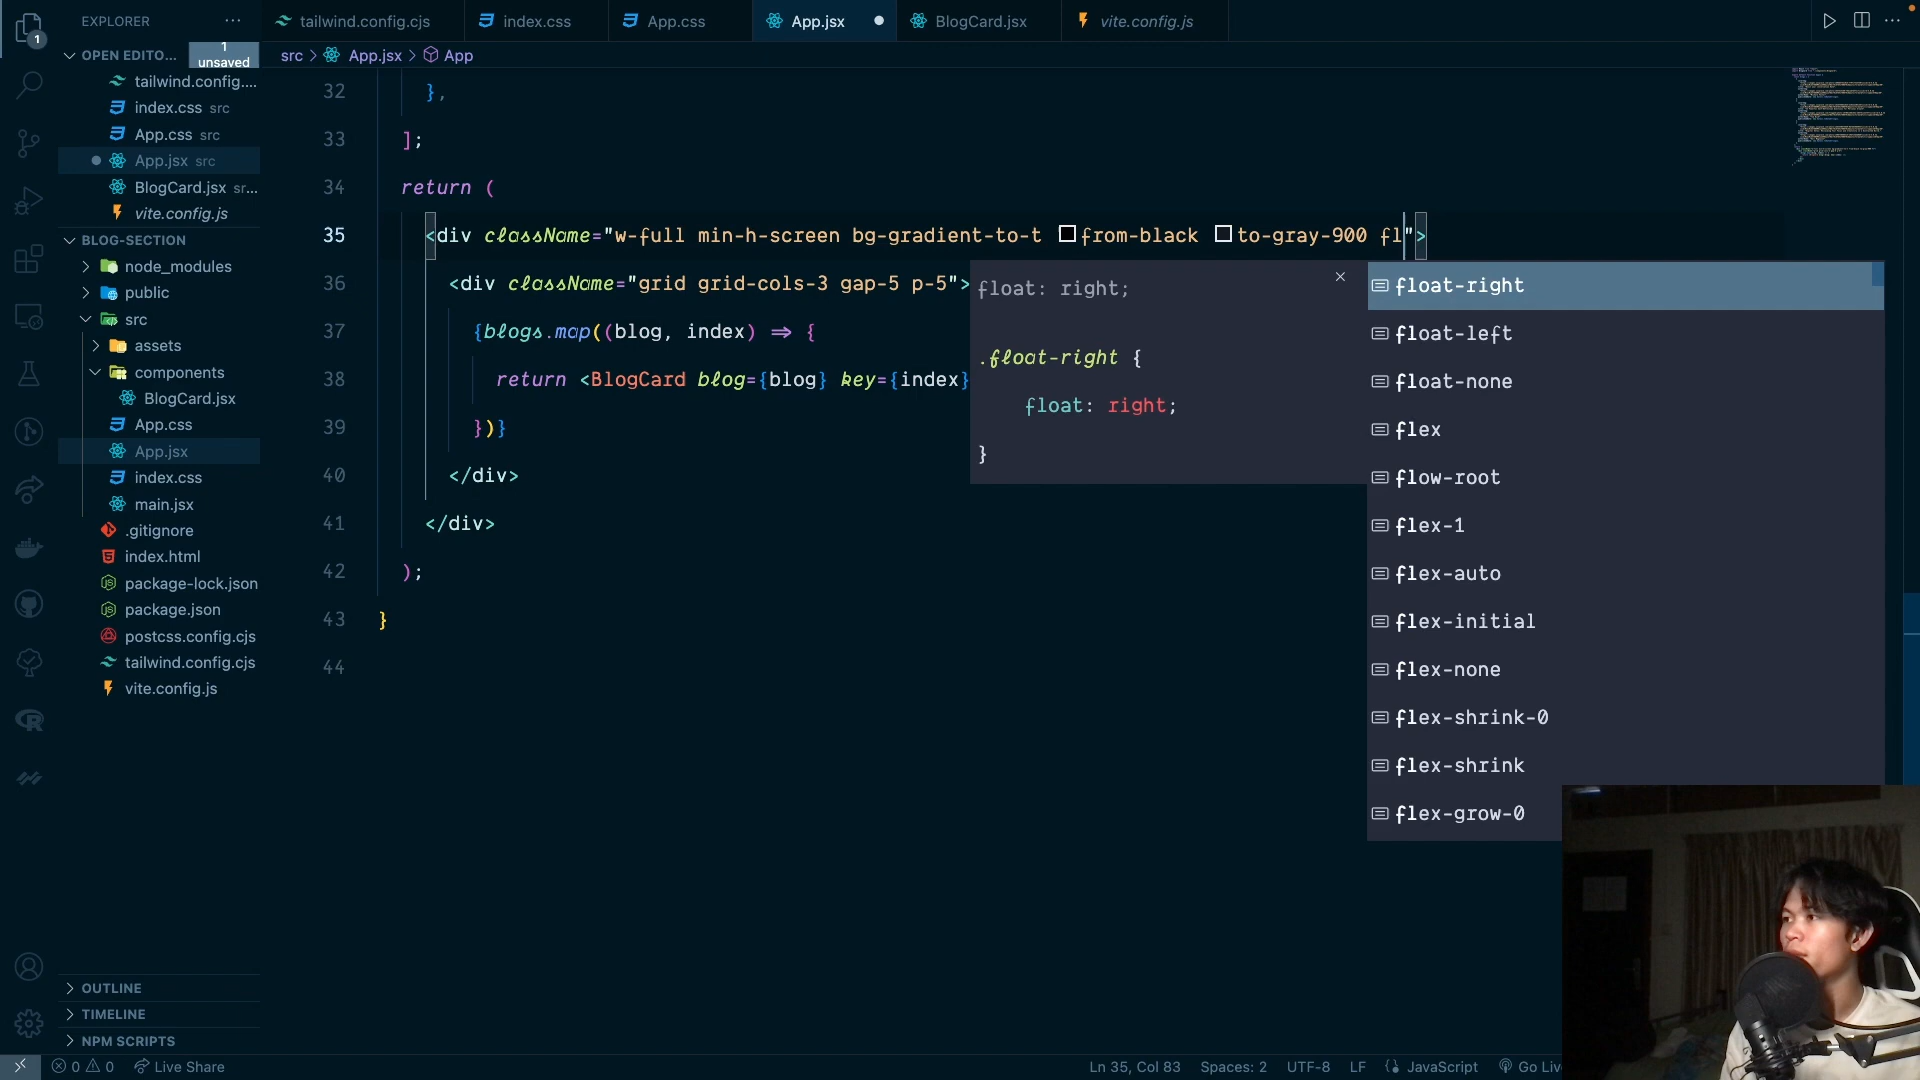 EXPLORER
···
tailwind.config.cjs
index.css
App.css
App.jsx
BlogCard.jsx
vite.config.js
···
1
OPEN EDITO...
1
unsaved
src > App.jsx > App
tailwind.config....
index.css src
App.css src
App.jsx src
BlogCard.jsx sr...
vite.config.js
BLOG-SECTION
node_modules
public
src
assets
components
BlogCard.jsx
App.css
App.jsx
index.css
main.jsx
.gitignore
index.html
package-lock.json
package.json
postcss.config.cjs
tailwind.config.cjs
vite.config.js
OUTLINE
TIMELINE
NPM SCRIPTS
32 },
33 ];
34 return (
35 <div className="w-full min-h-screen bg-gradient-to-t from-black to-gray-900 fl">
36 <div className="grid grid-cols-3 gap-5 p-5">
37 {blogs.map((blog, index) => {
38 return <BlogCard blog={blog} key={index}
39 })}
40 </div>
41 </div>
42 );
43 }
44
float: right;
.float-right {
float: right;
}
float-right
float-left
float-none
flex
flow-root
flex-1
flex-auto
flex-initial
flex-none
flex-shrink-0
flex-shrink
flex-grow-0
0 0
Live Share
Ln 35, Col 83
Spaces: 2
UTF-8
LF
JavaScript
Go Liv